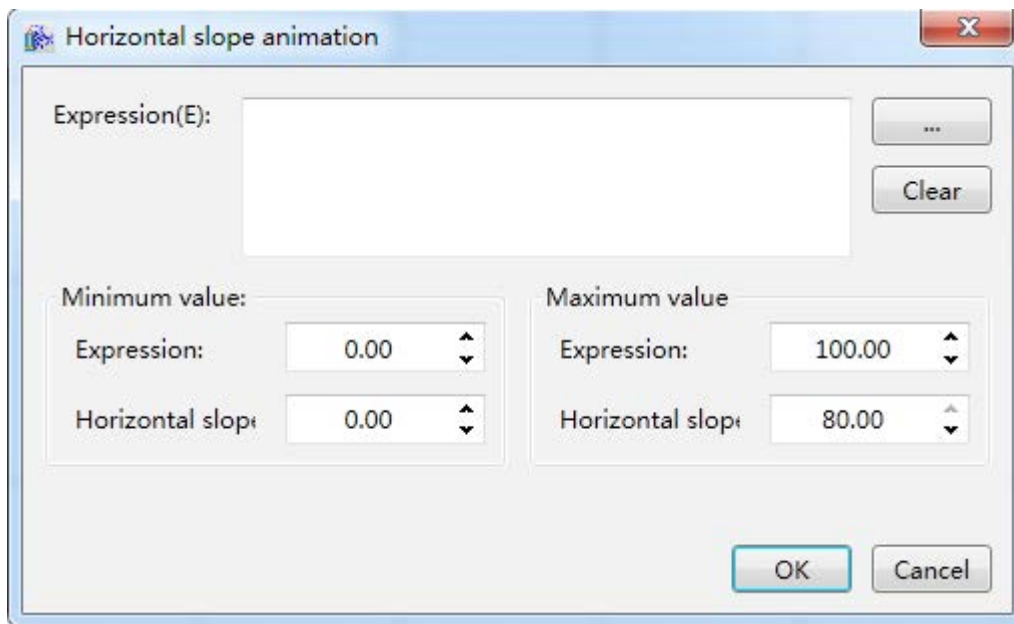 Horizontal slope animation
Expression(E):
...
Clear
Minimum value:
Maximum value
Expression: 0.00
Expression: 100.00
Horizontal slop 0.00
Horizontal slop 80.00
OK
Cancel